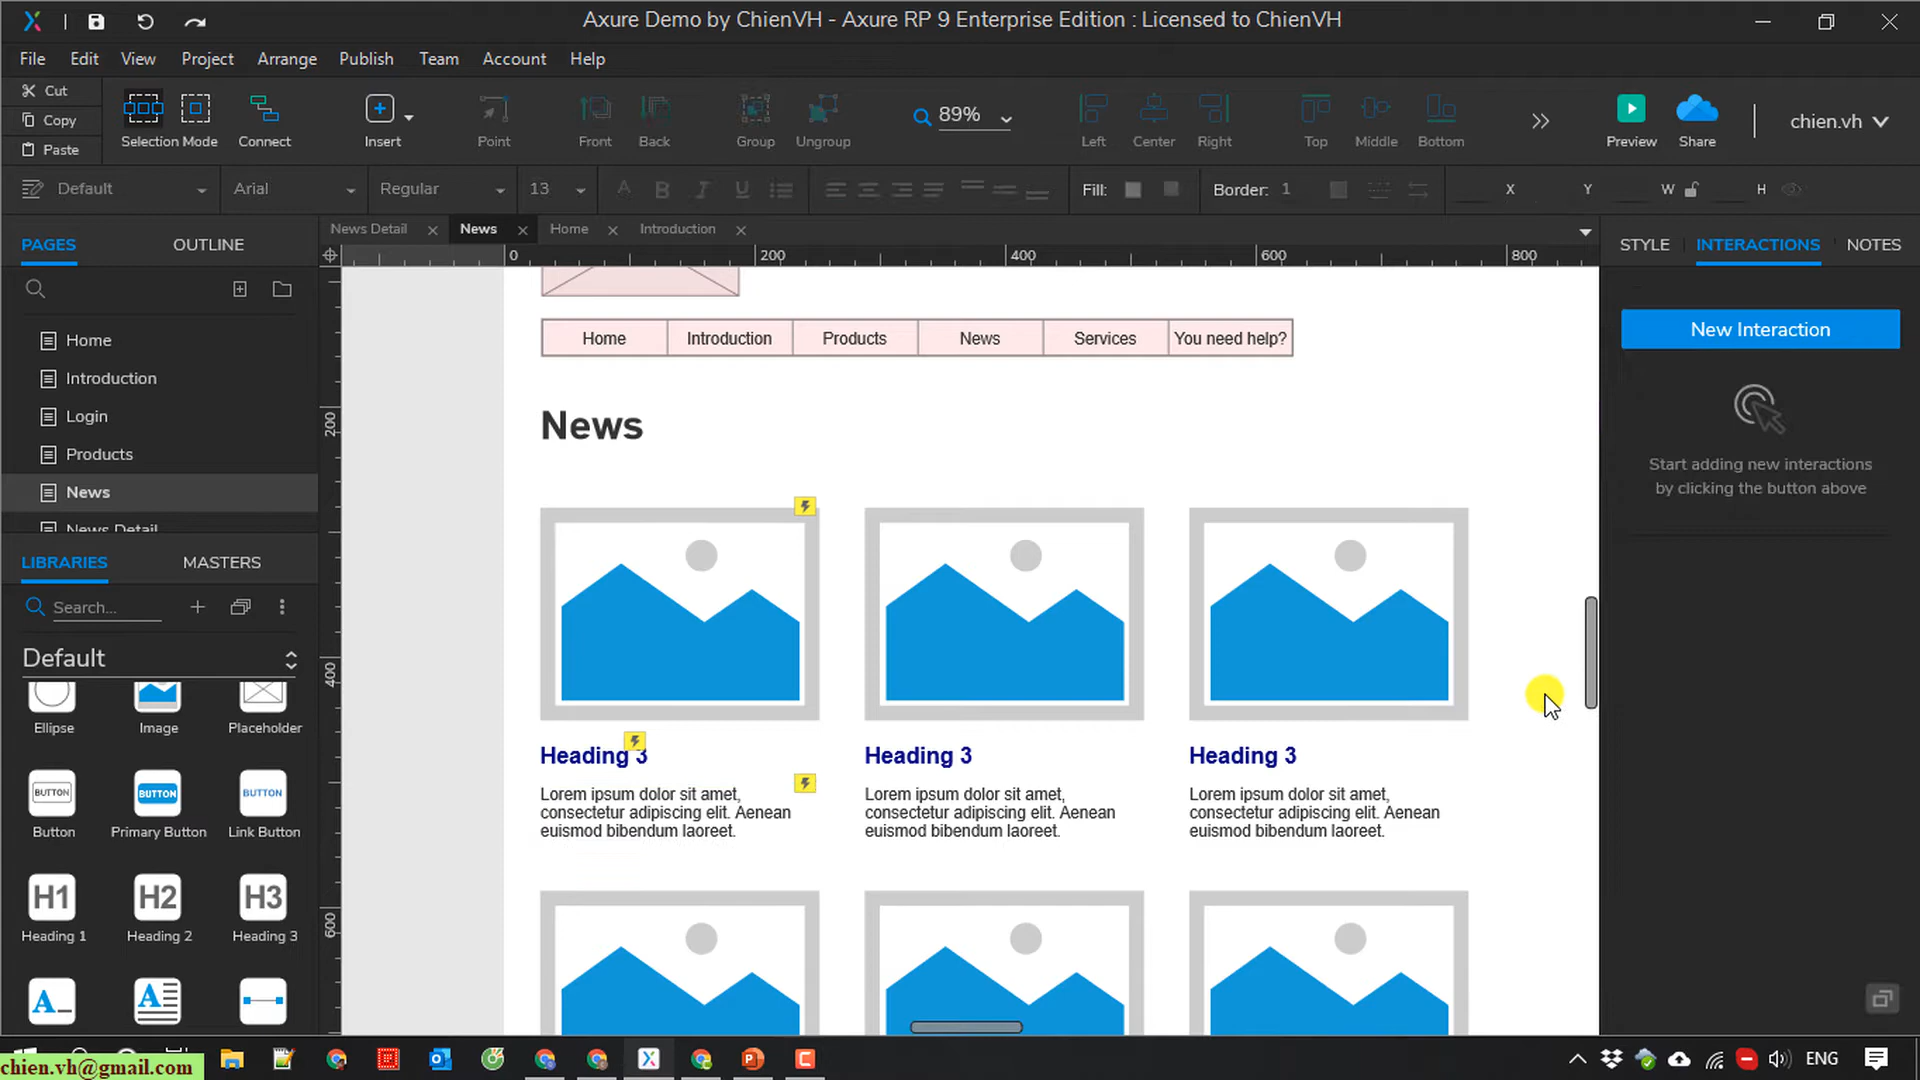 Axure Demo by ChienVH - Axure RP 9 Enterprise Edition : Licensed to ChienVH
File Edit View Project Arrange Publish Team Account Help
Cut
Copy
Paste
Selection Mode
Connect
Insert
Point
Front
Back
Group
Ungroup
89%
Left
Center
Right
Top
Middle
Bottom
Preview
Share
chien.vh
Default
Arial
Regular
13
Fill:
Border: 1
X
Y
W
H
PAGES
OUTLINE
News Detail
News
Home
Introduction
STYLE
INTERACTIONS
NOTES
0
200
400
600
800
Home
Introduction
Login
Products
News
News Detail
LIBRARIES
MASTERS
Search...
Default
Ellipse
Image
Placeholder
BUTTON
BUTTON
BUTTON
Button
Primary Button
Link Button
H1
H2
H3
Heading 1
Heading 2
Heading 3
A
A
200
400
600
Home Introduction Products News Services You need help?
News
Heading 3
Lorem ipsum dolor sit amet,
consectetur adipiscing elit. Aenean
euismod bibendum laoreet.
Heading 3
Lorem ipsum dolor sit amet,
consectetur adipiscing elit. Aenean
euismod bibendum laoreet.
Heading 3
Lorem ipsum dolor sit amet,
consectetur adipiscing elit. Aenean
euismod bibendum laoreet.
New Interaction
Start adding new interactions
by clicking the button above
chien.vh@gmail.com
ENG